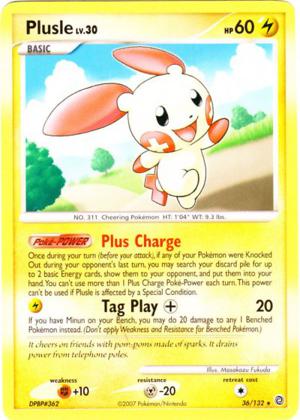 Plusle LV.30
HP 60
BASIC
NO. 311 Cheering Pokémon HT: 1'04" WT: 9.3 lbs.
Poké-POWER Plus Charge
Once during your turn (before your attack), if any of your Pokémon were Knocked
Out during your opponent's last turn, you may search your discard pile for up
to 2 basic Energy cards, show them to your opponent, and put them into your
hand. You can't use more than 1 Plus Charge Poké-Power each turn. This power
can't be used if Plusle is affected by a Special Condition.
Tag Play + 20
If you have Minun on your Bench, you may do 20 damage to any 1 Benched
Pokémon instead. (Don't apply Weakness and Resistance for Benched Pokémon.)
It cheers on friends with pom-poms made of sparks. It drains
power from telephone poles.
Illus. Masakazu Fukuda
weakness resistance retreat cost
+10 -20
DPBP#362 ©2007 Pokémon/Nintendo 36/132